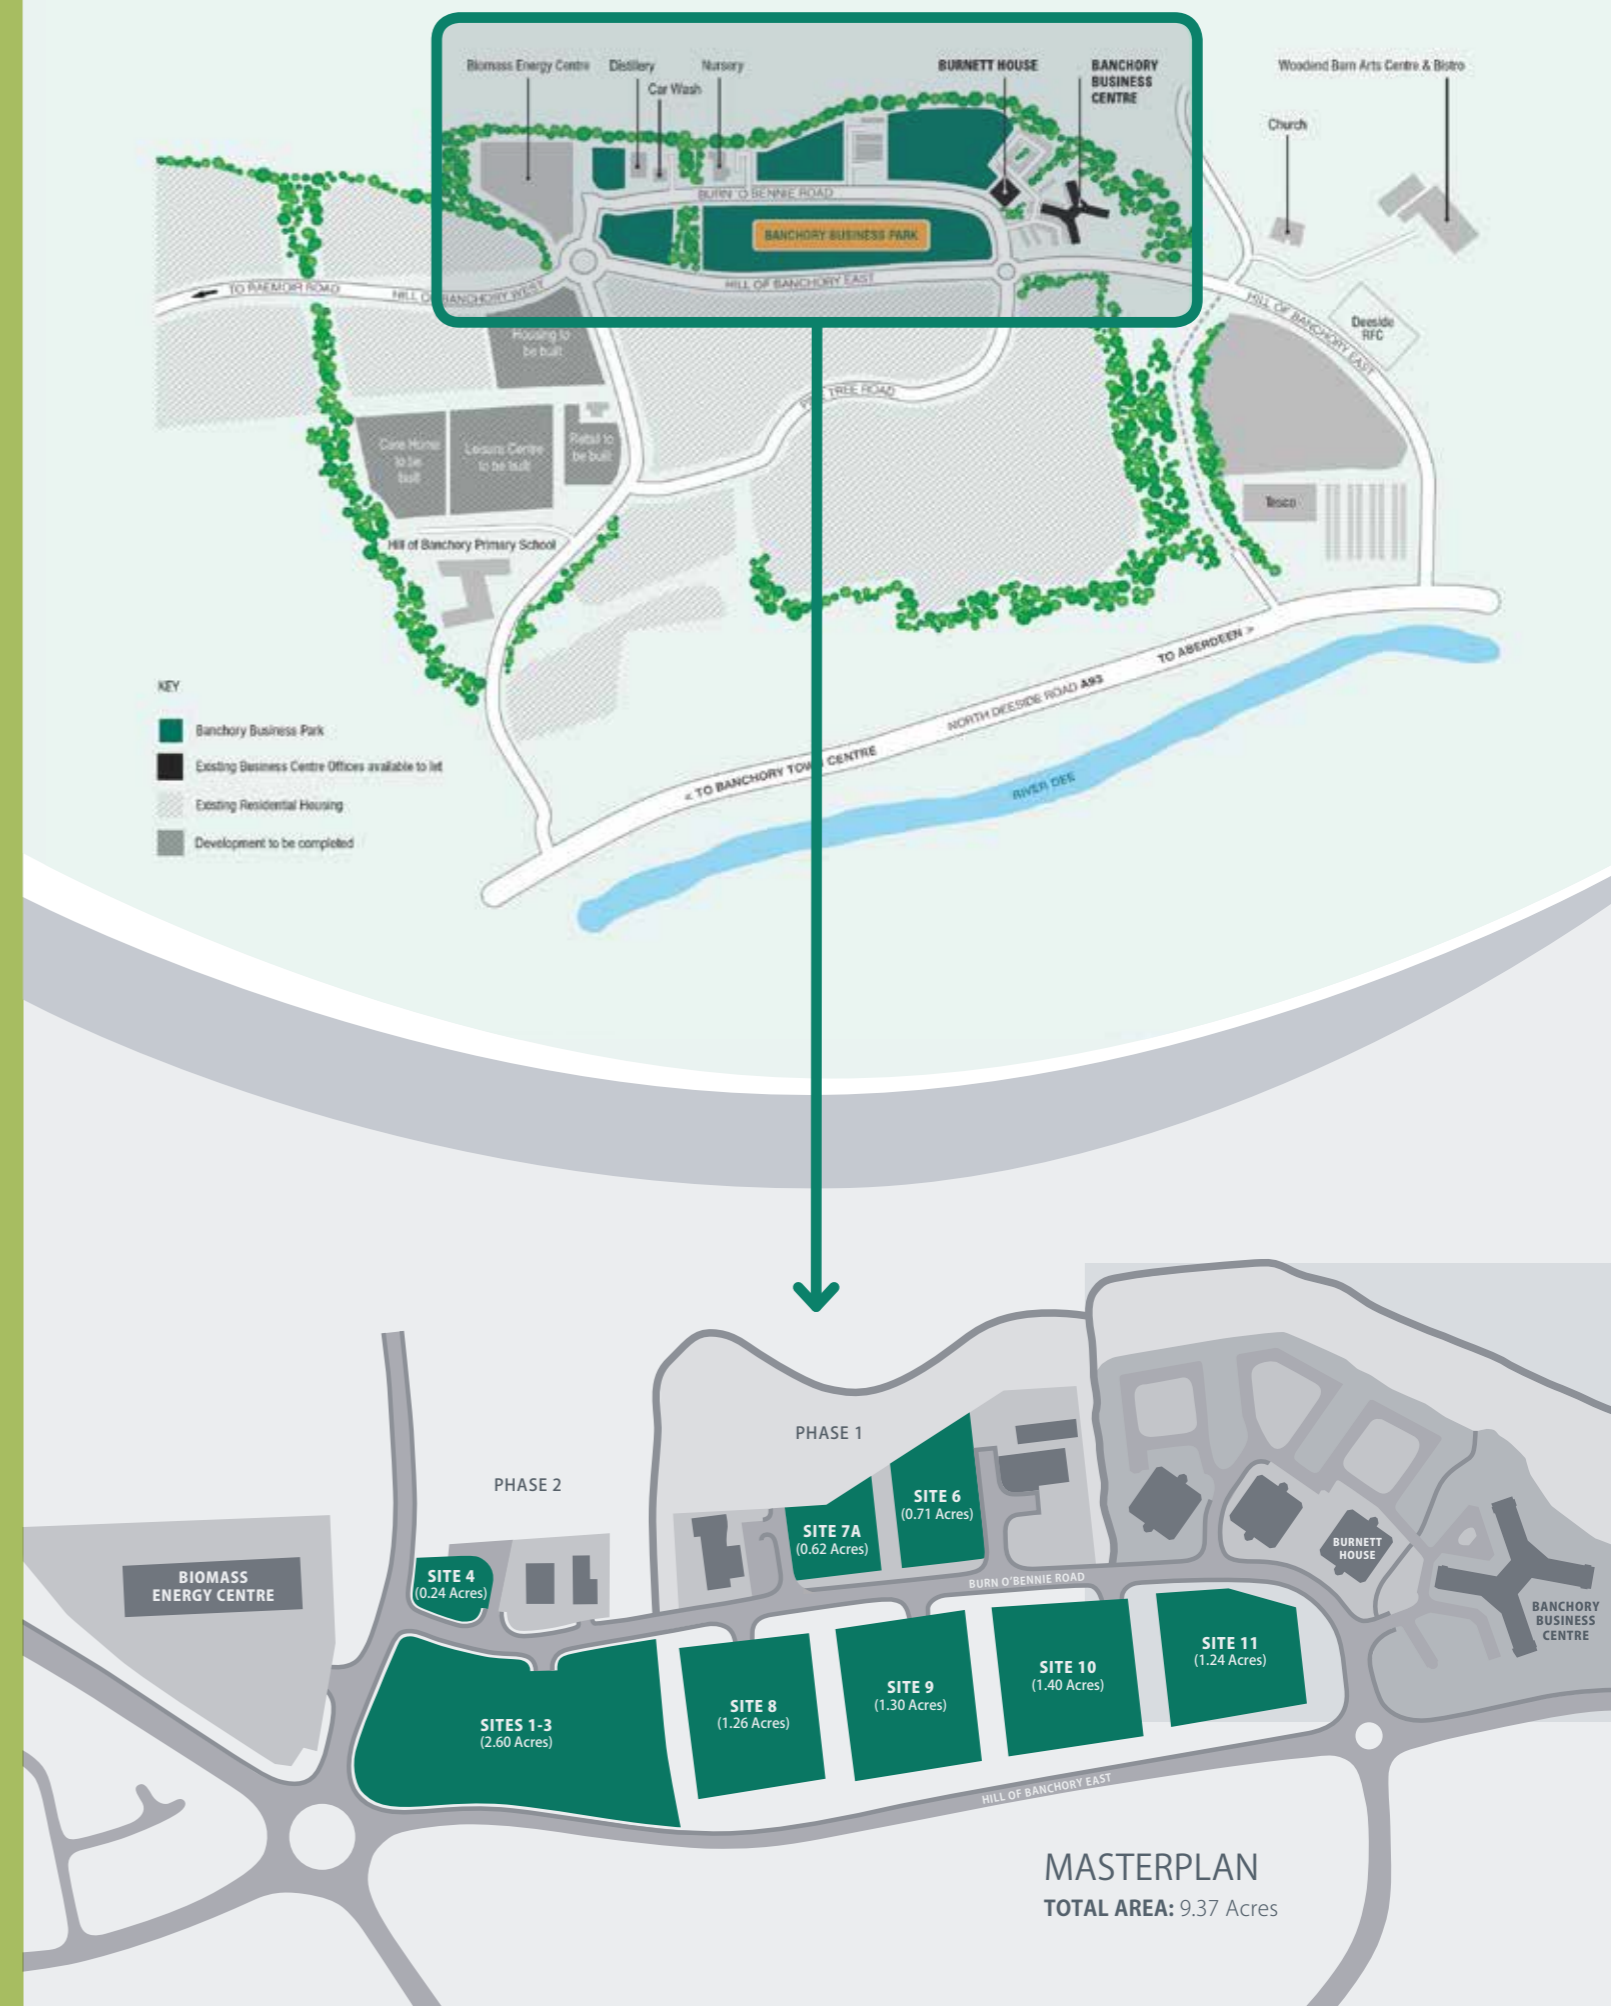 Biomass Energy Centre
Distillery
Car Wash
Nursery
BURNETT HOUSE
BANCHORY
BUSINESS
CENTRE
Woodend Barn Arts Centre & Bistro
Church
BURN O BENNIE ROAD
BANCHORY BUSINESS PARK
HILL OF BANCHORY EAST
TO RAEMOIR ROAD
HILL OF BANCHORY WEST
HILL OF BANCHORY EAST
Deeside
RFC
Housing to
be built
TREE ROAD
Care Home
to be
built
Leisure Centre
to be built
Retail to
be built
Tesco
Hill of Banchory Primary School
TO ABERDEEN >
NORTH DEESIDE ROAD A93
< TO BANCHORY TOWN CENTRE
RIVER DEE
KEY
Banchory Business Park
Existing Business Centre Offices available to let
Existing Residential Housing
Development to be completed
PHASE 1
PHASE 2
SITE 6
(0.71 Acres)
SITE 7A
(0.62 Acres)
BURNETT
HOUSE
BIOMASS
ENERGY CENTRE
SITE 4
(0.24 Acres)
BURN O'BENNIE ROAD
BANCHORY
BUSINESS
CENTRE
SITE 11
(1.24 Acres)
SITE 10
(1.40 Acres)
SITE 9
(1.30 Acres)
SITE 8
(1.26 Acres)
SITES 1-3
(2.60 Acres)
HILL OF BANCHORY EAST
MASTERPLAN
TOTAL AREA: 9.37 Acres